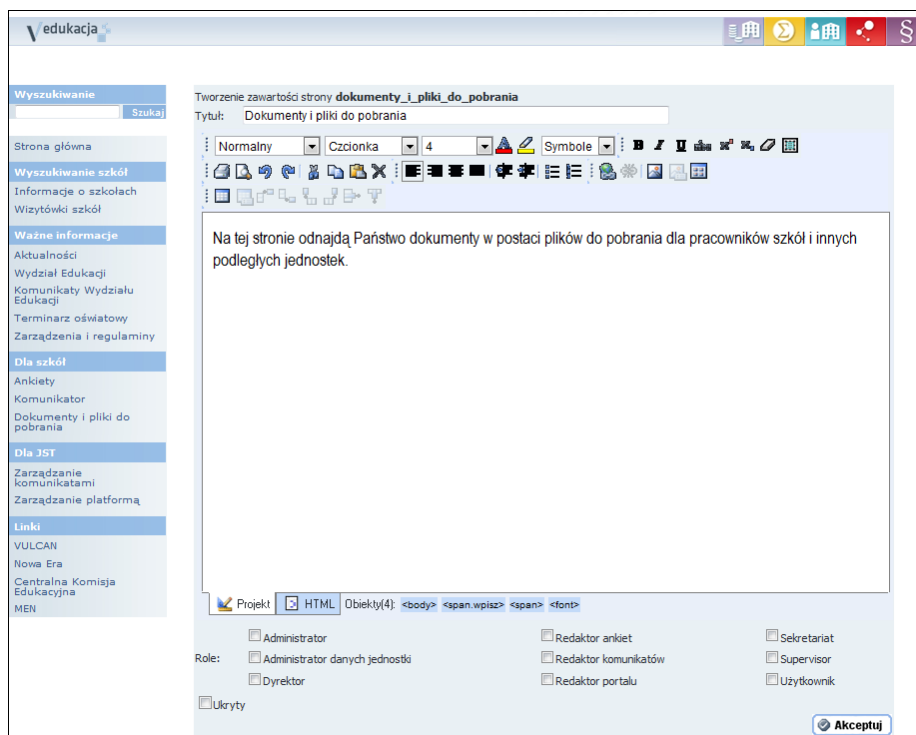 edukacja
Σ
§
Wyszukiwanie
Szukaj
Strona główna
Wyszukiwanie szkół
Informacje o szkołach
Wizytówki szkół
Ważne informacje
Aktualności
Wydział Edukacji
Komunikaty Wydziału
Edukacji
Terminarz oświatowy
Zarządzenia i regulaminy
Dla szkół
Ankiety
Komunikator
Dokumenty i pliki do
pobrania
Dla JST
Zarządzanie
komunikatami
Zarządzanie platformą
Linki
VULCAN
Nowa Era
Centralna Komisja
Edukacyjna
MEN
Tworzenie zawartości strony dokumenty_i_pliki_do_pobrania
Tytuł: Dokumenty i pliki do pobrania
Normalny Czcionka 4 Symbole B I U abc x² x₂
Na tej stronie odnajdą Państwo dokumenty w postaci plików do pobrania dla pracowników szkół i innych
podległych jednostek.
Projekt HTML Obiekty(4): <body> <span.wpisz> <span> <font>
Administrator Redaktor ankiet Sekretariat
Role: Administrator danych jednostki Redaktor komunikatów Supervisor
Dyrektor Redaktor portalu Użytkownik
Ukryty
Akceptuj